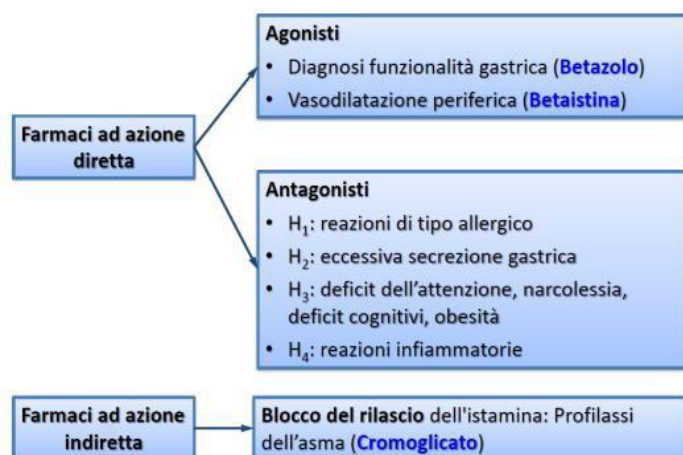 Farmaci ad azione
diretta
Agonisti
• Diagnosi funzionalità gastrica (Betazolo)
• Vasodilatazione periferica (Betaistina)
Antagonisti
• H₁: reazioni di tipo allergico
• H₂: eccessiva secrezione gastrica
• H₃: deficit dell'attenzione, narcolessia,
deficit cognitivi, obesità
• H₄: reazioni infiammatorie
Farmaci ad azione
indiretta
Blocco del rilascio dell'istamina: Profilassi
dell'asma (Cromoglicato)